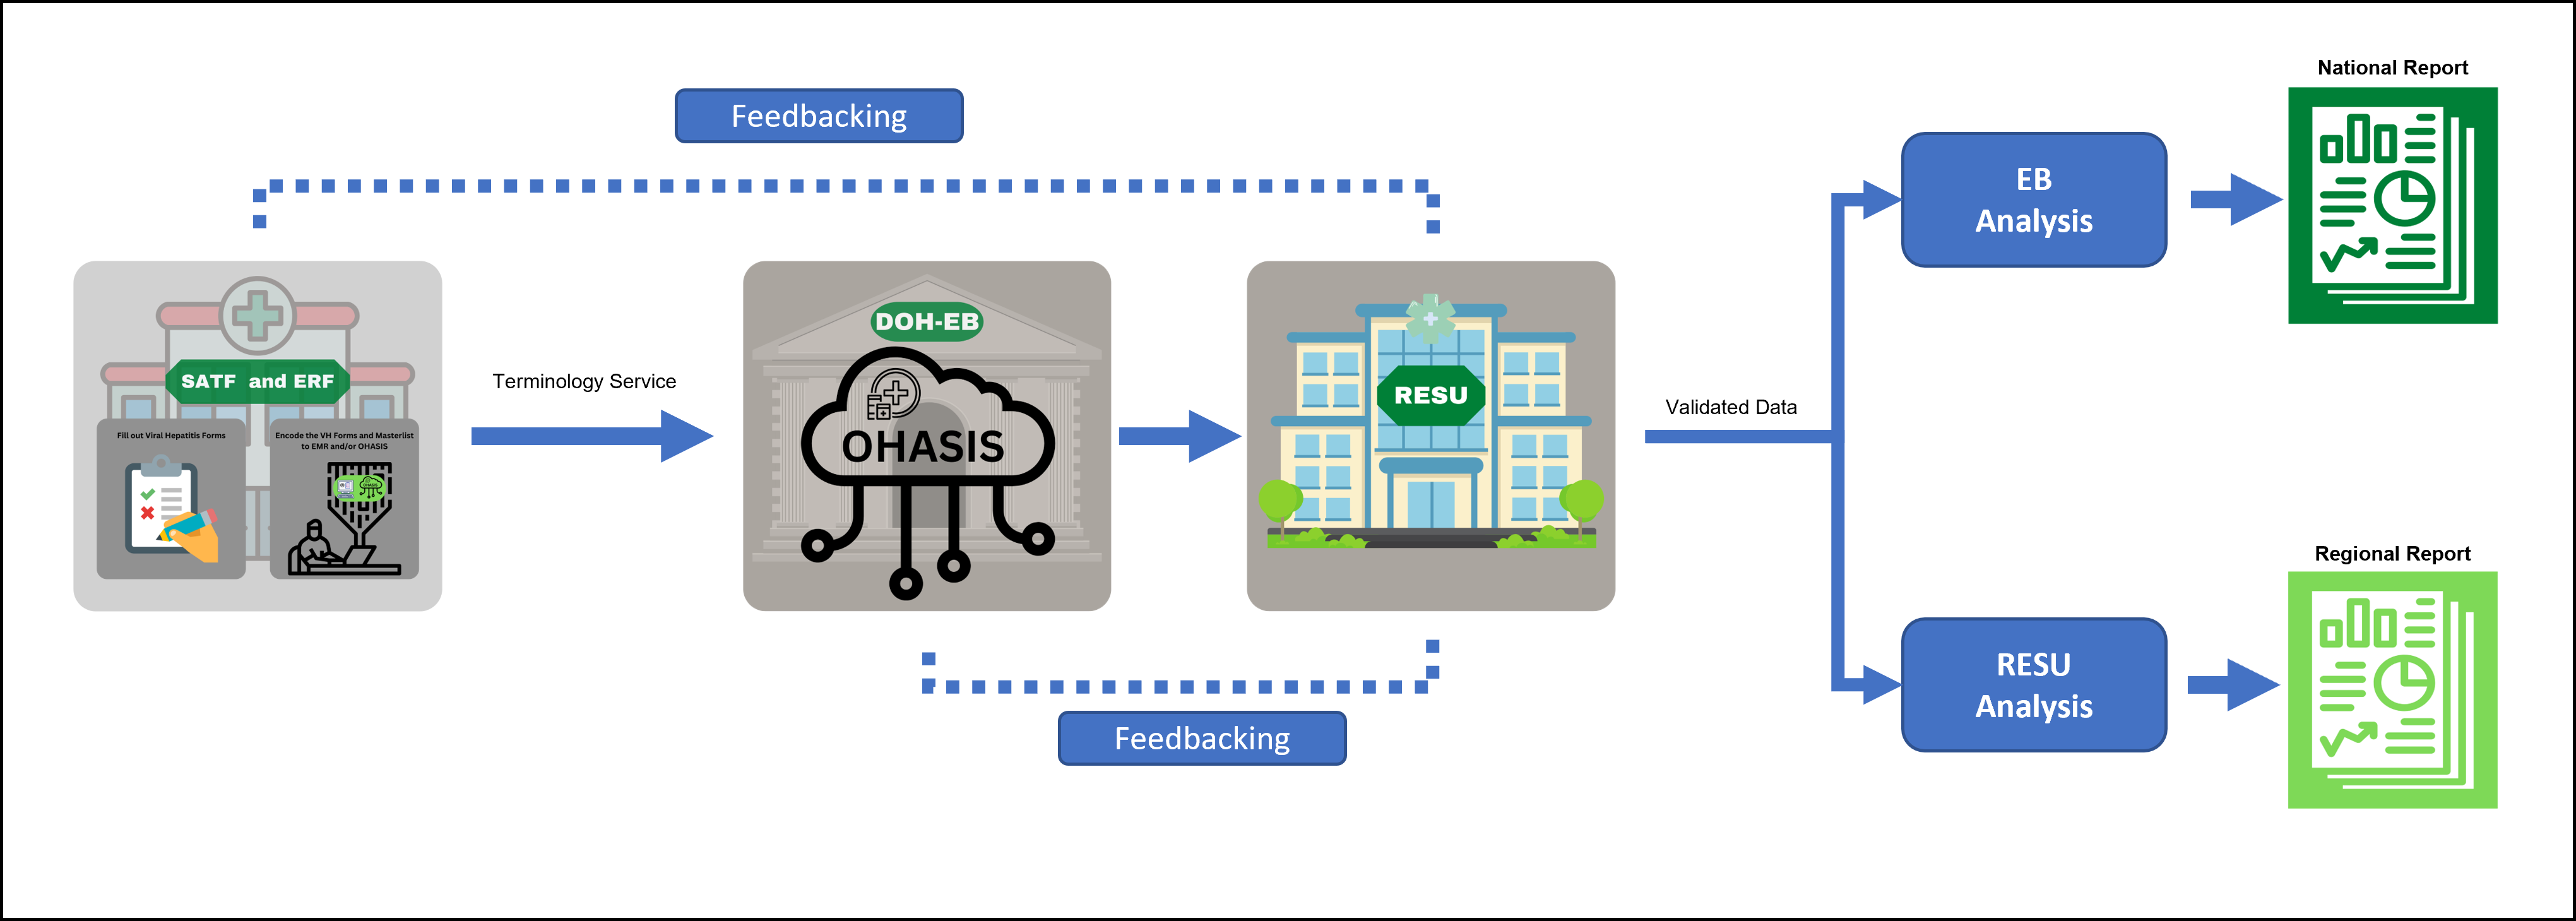 Feedbacking
SATF and ERF
Fill out Viral Hepatitis Forms
Encode the VH Forms and Masterlist
to EMR and/or OHASIS
Terminology Service
DOH-EB
OHASIS
RESU
Feedbacking
Validated Data
EB
Analysis
National Report
RESU
Analysis
Regional Report